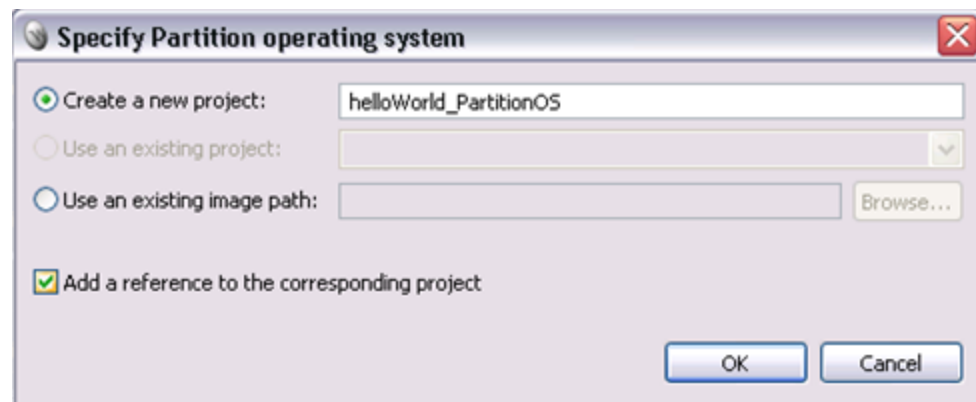 Specify Partition operating system
Create a new project: helloWorld_PartitionOS
Use an existing project:
Use an existing image path: Browse...
Add a reference to the corresponding project
OK Cancel